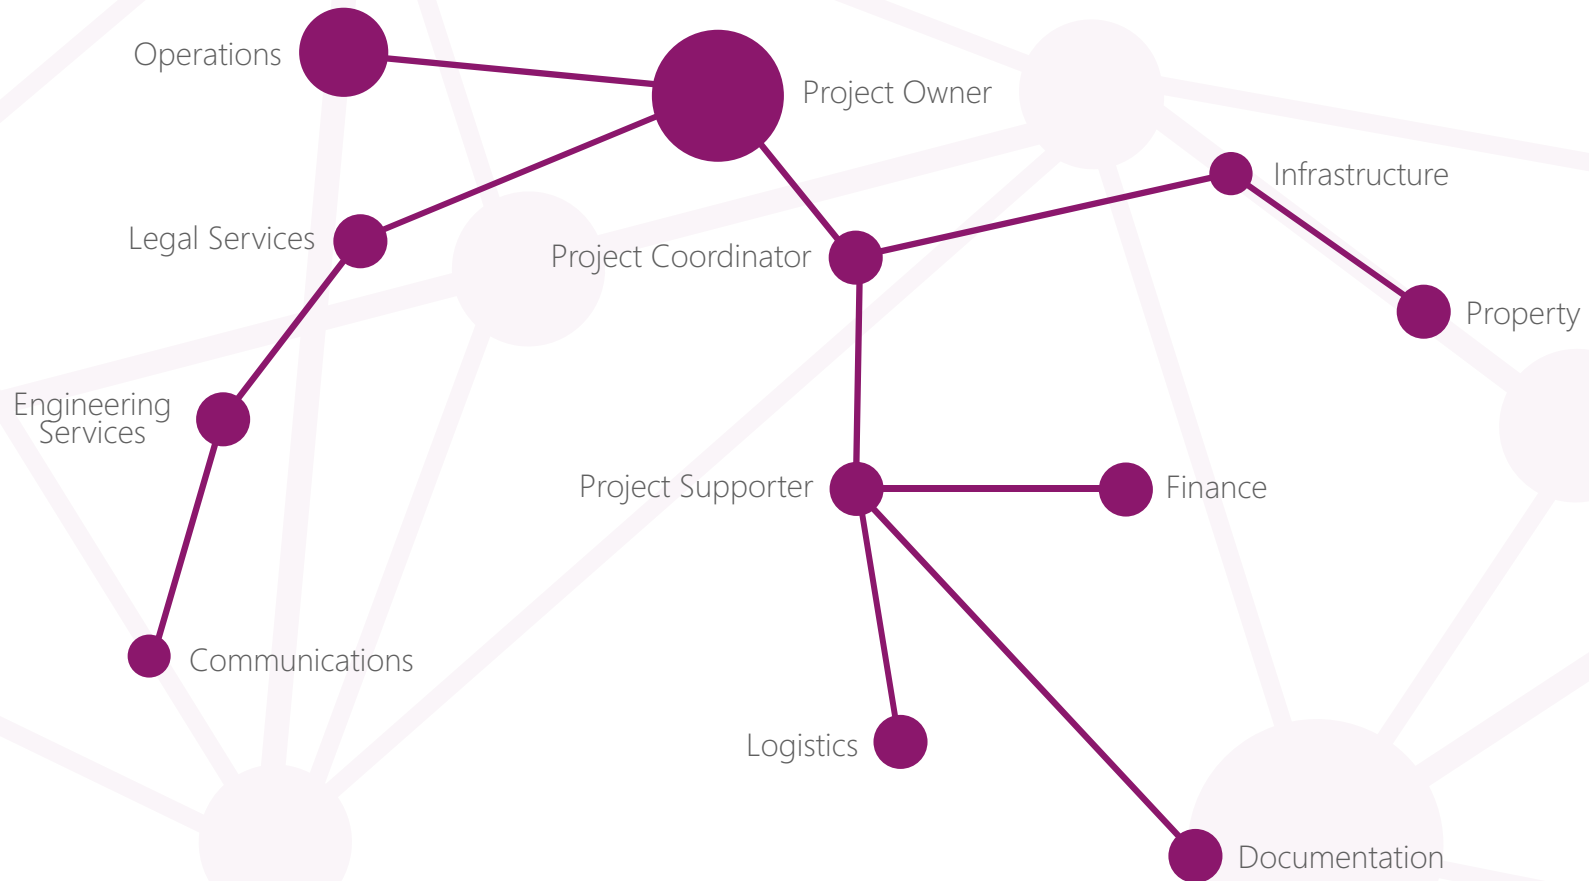 Operations
Project Owner
Infrastructure
Legal Services
Project Coordinator
Property
Engineering
Services
Project Supporter
Finance
Communications
Logistics
Documentation